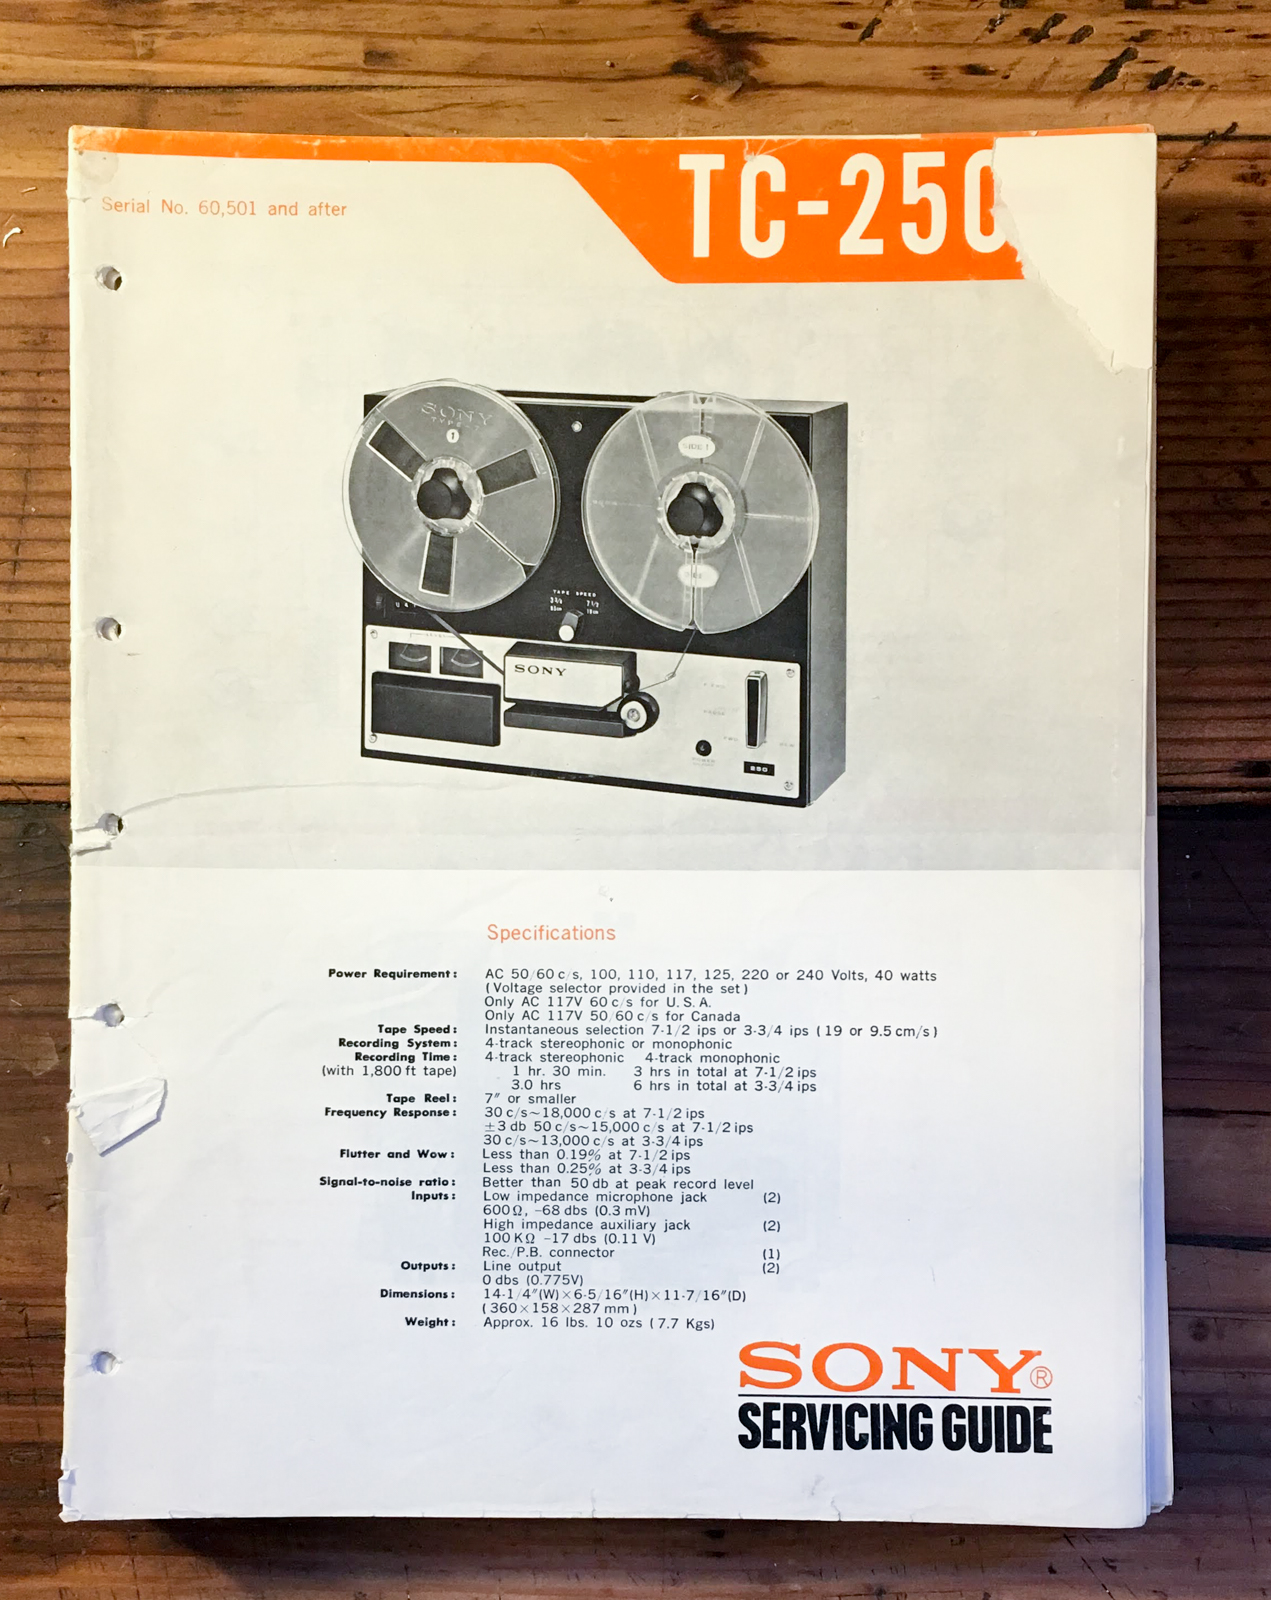 TC-250
Serial No. 60,501 and after
SONY
1
SIDE 1
TAPE SPEED
3 3/4 7 1/2
SONY
250
Specifications
Power Requirement: AC 50/60 c/s, 100, 110, 117, 125, 220 or 240 Volts, 40 watts
(Voltage selector provided in the set)
Only AC 117V 60 c/s for U.S.A.
Only AC 117V 50/60 c/s for Canada
Tape Speed: Instantaneous selection 7-1/2 ips or 3-3/4 ips (19 or 9.5 cm/s)
Recording System: 4-track stereophonic or monophonic
Recording Time: 4-track stereophonic 4-track monophonic
(with 1,800 ft tape) 1 hr. 30 min. 3 hrs in total at 7-1/2 ips
3.0 hrs 6 hrs in total at 3-3/4 ips
Tape Reel: 7″ or smaller
Frequency Response: 30 c/s~18,000 c/s at 7-1/2 ips
±3 db 50 c/s~15,000 c/s at 7-1/2 ips
30 c/s~13,000 c/s at 3-3/4 ips
Flutter and Wow: Less than 0.19% at 7-1/2 ips
Less than 0.25% at 3-3/4 ips
Signal-to-noise ratio: Better than 50 db at peak record level
Inputs: Low impedance microphone jack (2)
600Ω, -68 dbs (0.3 mV)
High impedance auxiliary jack (2)
100 KΩ -17 dbs (0.11 V)
Rec./P.B. connector (1)
Outputs: Line output (2)
0 dbs (0.775V)
Dimensions: 14-1/4″(W)×6-5/16″(H)×11-7/16″(D)
(360×158×287 mm)
Weight: Approx. 16 lbs. 10 ozs (7.7 Kgs)
SONY®
SERVICING GUIDE